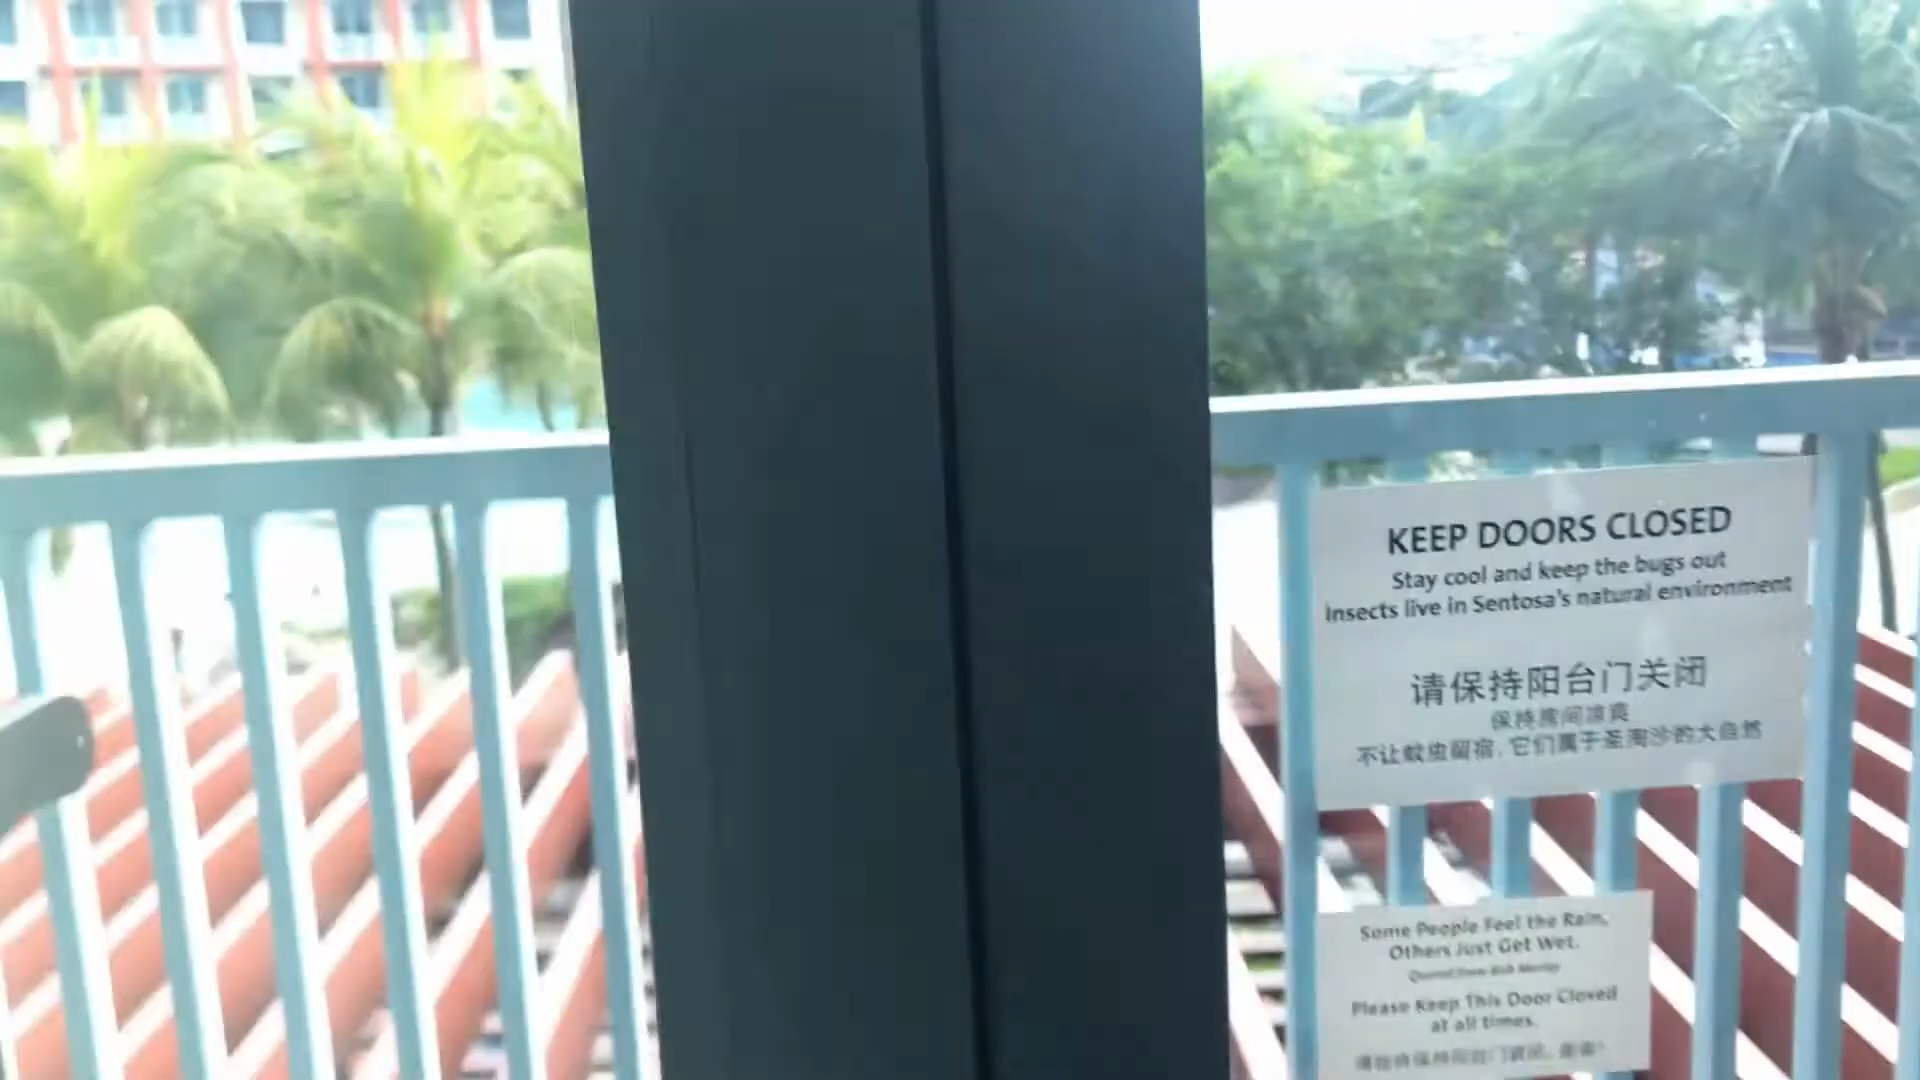 KEEP DOORS CLOSED
Stay cool and keep the bugs out
Insects live in Sentosa's natural environment
请保持阳台门关闭
保持房间凉爽
不让蚊虫留宿, 它们属于圣淘沙的大自然
Some People Feel the Rain,
Others Just Get Wet.
Quoted from Bob Marley
Please Keep This Door Closed
at all times.